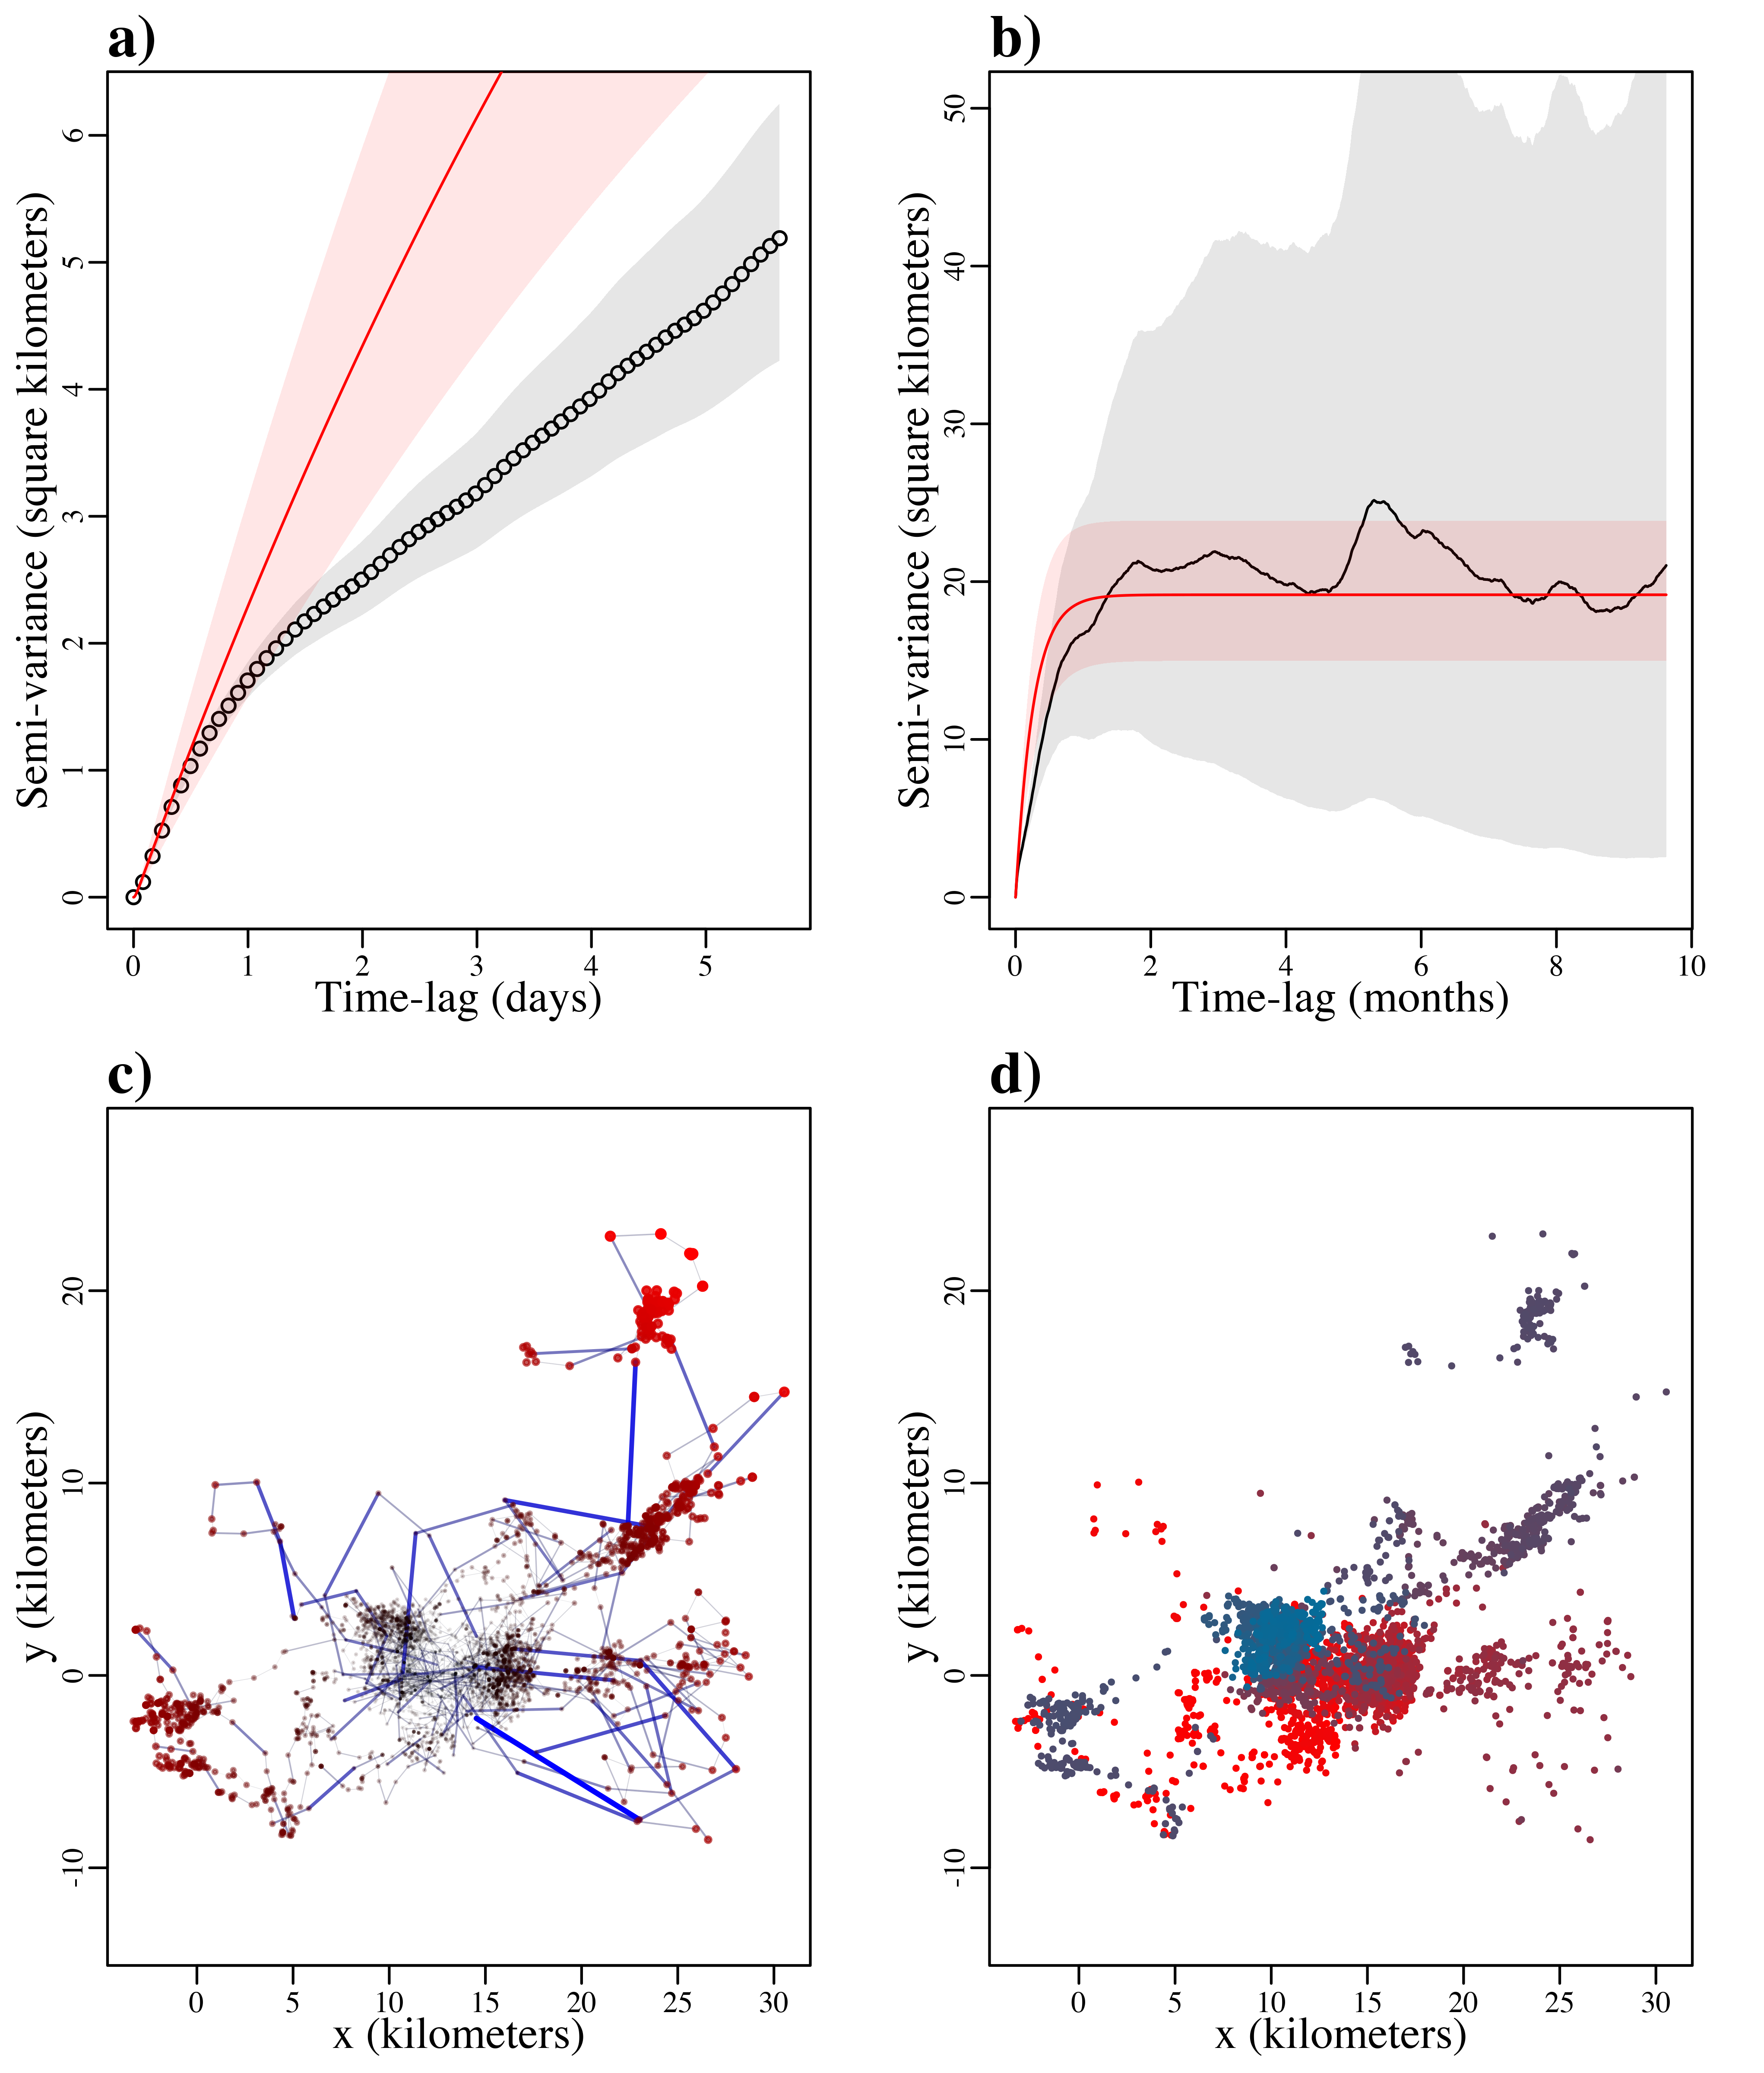 a)
Semi-variance (square kilometers)
0 1 2 3 4 5 6
0 1 2 3 4 5
Time-lag (days)
b)
Semi-variance (square kilometers)
0 10 20 30 40 50
0 2 4 6 8 10
Time-lag (months)
c)
y (kilometers)
-10 0 10 20
0 5 10 15 20 25 30
x (kilometers)
d)
y (kilometers)
-10 0 10 20
0 5 10 15 20 25 30
x (kilometers)